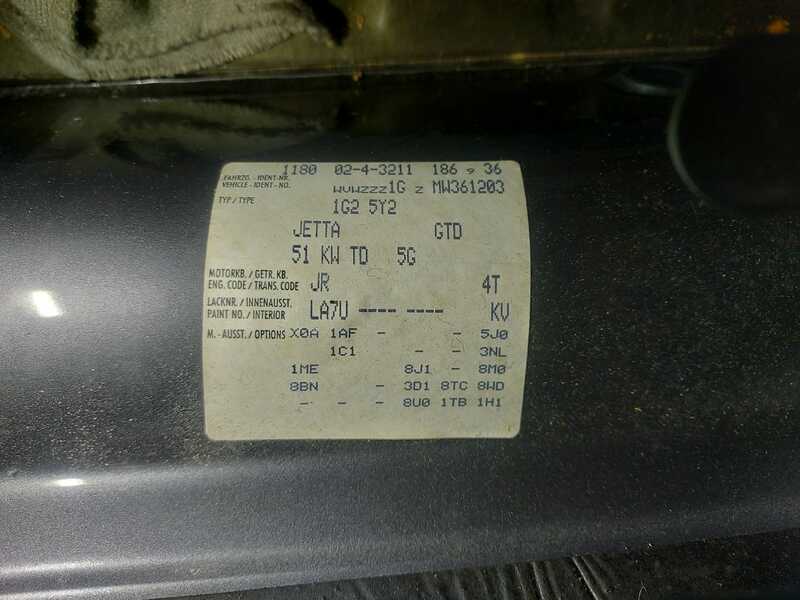 1180 02-4-3211 186 9 36
FAHRZG. - IDENT-NR.
VEHICLE - IDENT - NO. WVWZZZ1G Z MW361203
TYP / TYPE 1G2 5Y2
JETTA GTD
51 KW TD 5G
MOTORKB. / GETR. KB.
ENG. CODE / TRANS. CODE JR 4T
LACKNR. / INNENAUSST.
PAINT NO. / INTERIOR LA7U ---- ---- KV
M. - AUSST. / OPTIONS X0A 1AF - - 5J0
1C1 - - 3NL
1ME 8J1 - 8M0
8BN - 3D1 8TC 8WD
- - - 8U0 1TB 1H1